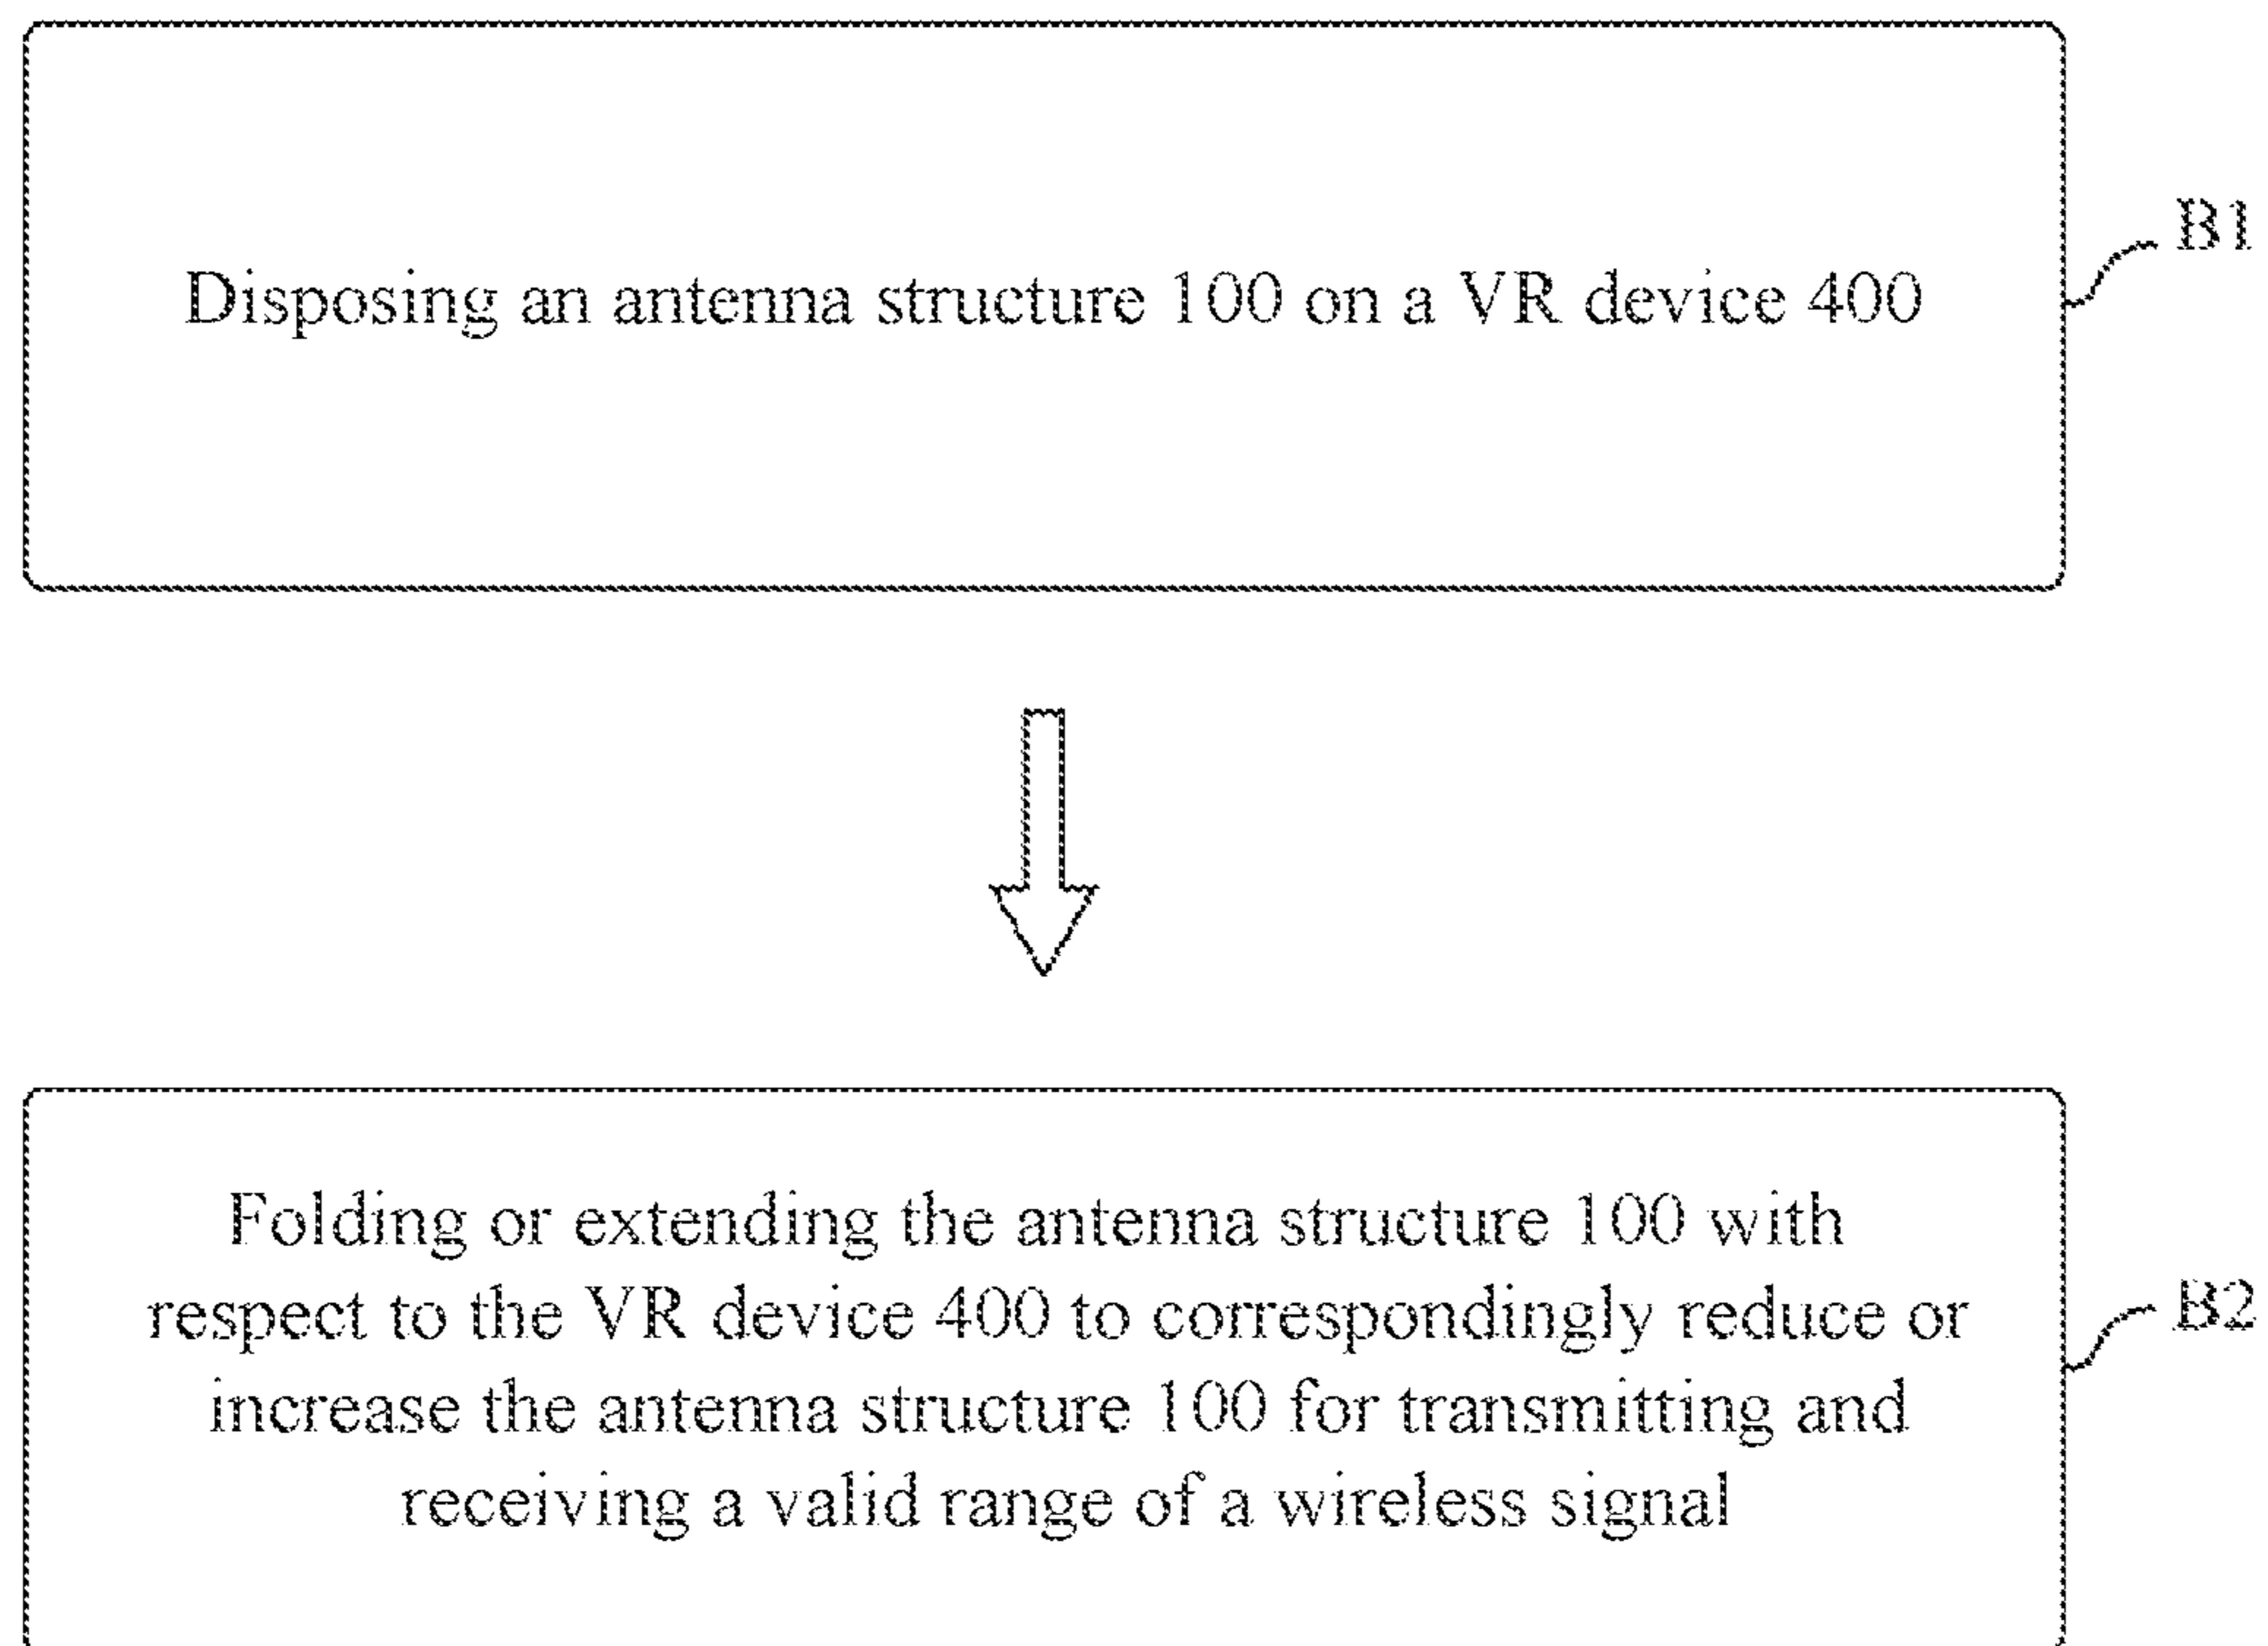 Disposing an antenna structure 100 on a VR device 400
B1
Folding or extending the antenna structure 100 with
respect to the VR device 400 to correspondingly reduce or
increase the antenna structure 100 for transmitting and
receiving a valid range of a wireless signal
B2